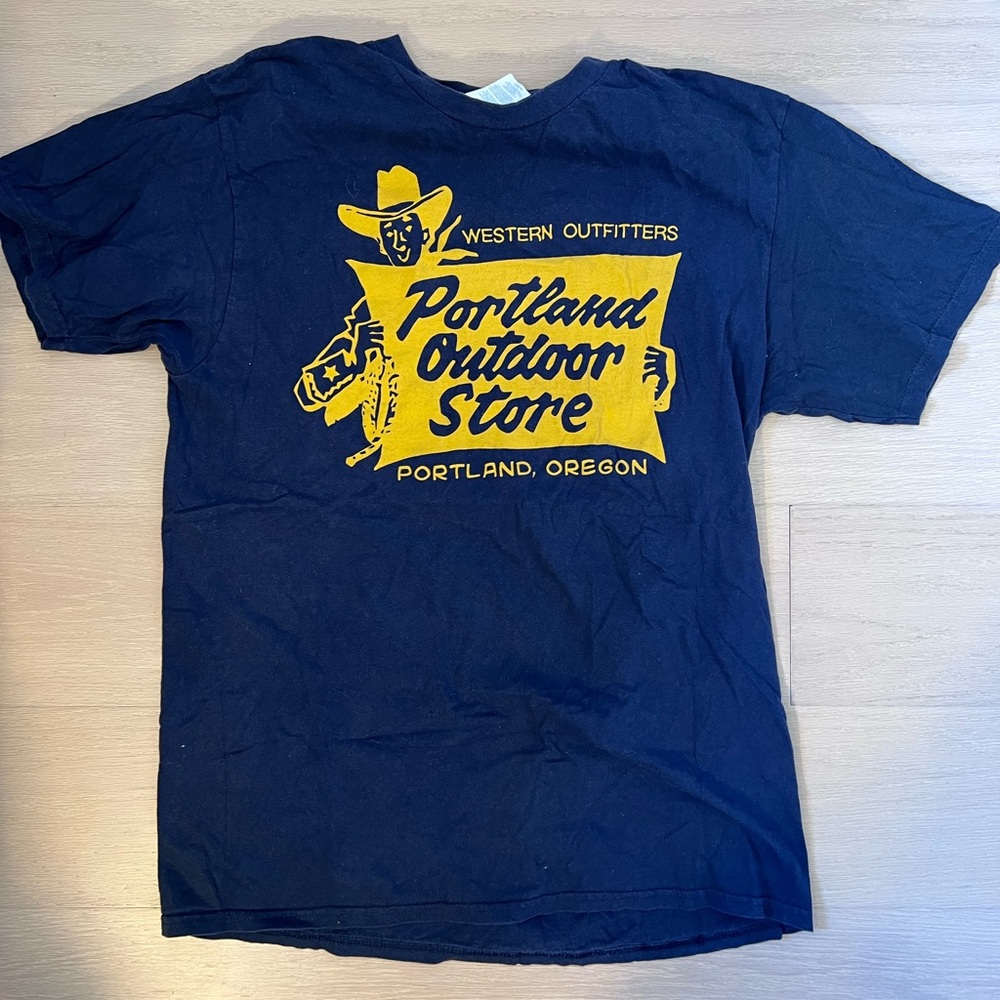 WESTERN OUTFITTERS
Portland
Outdoor
Store
PORTLAND, OREGON